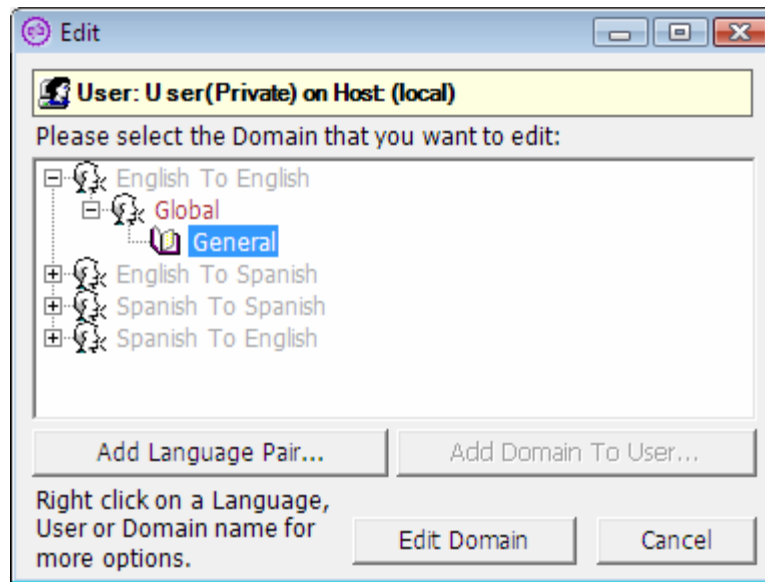 Edit
User: User(Private) on Host: (local)
Please select the Domain that you want to edit:
English To English
Global
General
English To Spanish
Spanish To Spanish
Spanish To English
Add Language Pair...
Add Domain To User...
Right click on a Language,
User or Domain name for
more options.
Edit Domain
Cancel